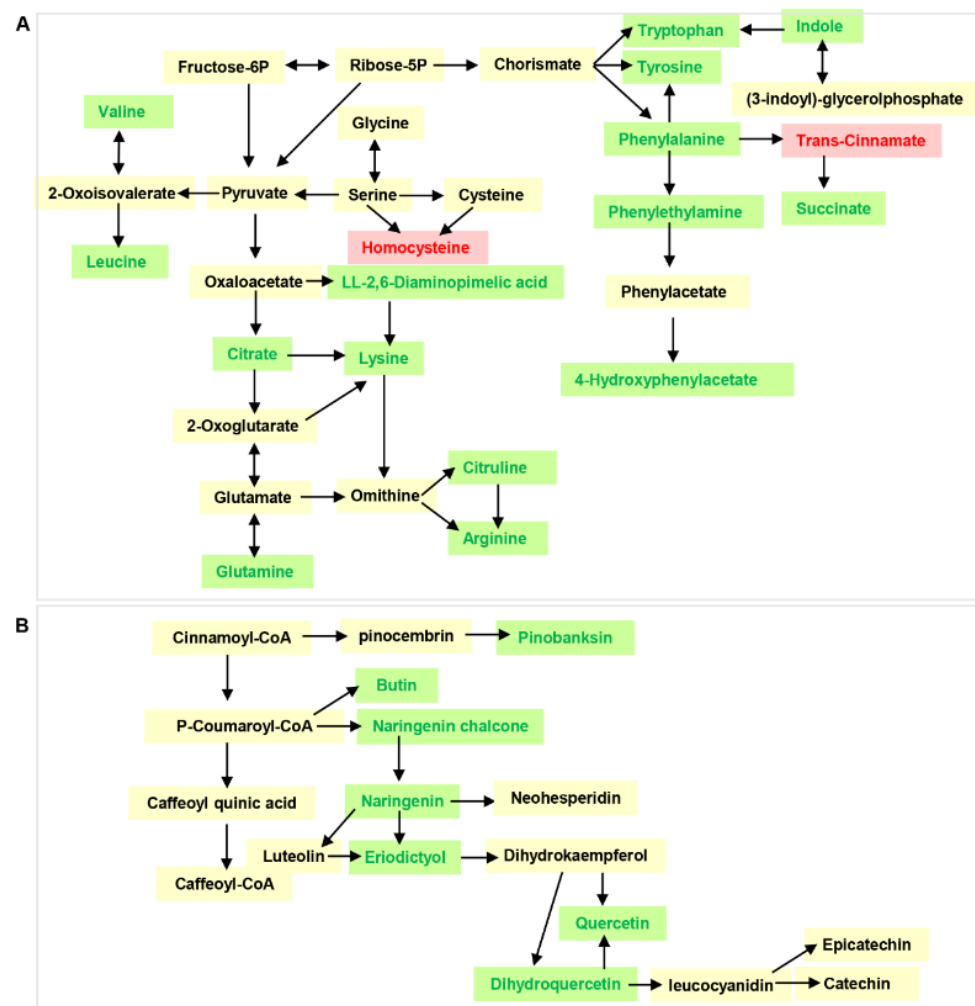 A
Tryptophan
Indole
Fructose-6P
Ribose-5P
Chorismate
Tyrosine
(3-indoyl)-glycerolphosphate
Valine
Glycine
Phenylalanine
Trans-Cinnamate
2-Oxoisovalerate
Pyruvate
Serine
Cysteine
Phenylethylamine
Succinate
Homocysteine
Leucine
Oxaloacetate
LL-2,6-Diaminopimelic acid
Phenylacetate
Citrate
Lysine
4-Hydroxyphenylacetate
2-Oxoglutarate
Citruline
Glutamate
Omithine
Arginine
Glutamine
B
Cinnamoyl-CoA
pinocembrin
Pinobanksin
Butin
P-Coumaroyl-CoA
Naringenin chalcone
Caffeoyl quinic acid
Naringenin
Neohesperidin
Luteolin
Eriodictyol
Dihydrokaempferol
Caffeoyl-CoA
Quercetin
Epicatechin
Dihydroquercetin
leucocyanidin
Catechin